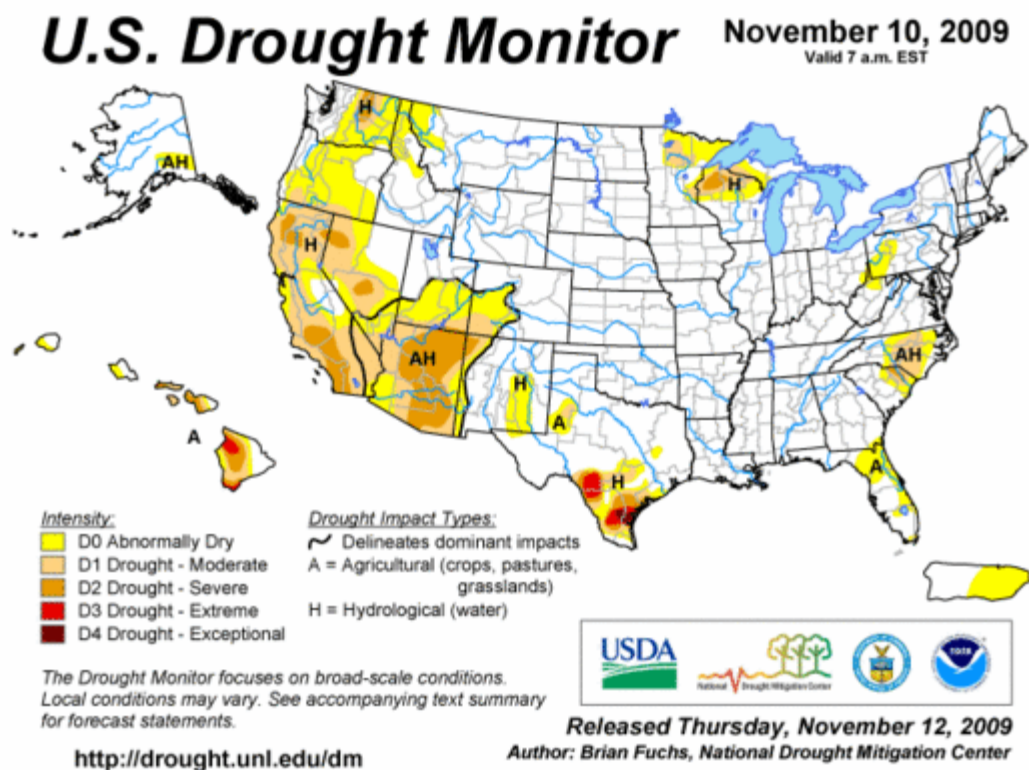 U.S. Drought Monitor
November 10, 2009
Valid 7 a.m. EST
H
AH
H
H
AH
H
A
H
AH
A
A
Intensity:
D0 Abnormally Dry
D1 Drought - Moderate
D2 Drought - Severe
D3 Drought - Extreme
D4 Drought - Exceptional
Drought Impact Types:
Delineates dominant impacts
A = Agricultural (crops, pastures,
grasslands)
H = Hydrological (water)
The Drought Monitor focuses on broad-scale conditions.
Local conditions may vary. See accompanying text summary
for forecast statements.
http://drought.unl.edu/dm
USDA
National Drought Mitigation Center
Released Thursday, November 12, 2009
Author: Brian Fuchs, National Drought Mitigation Center